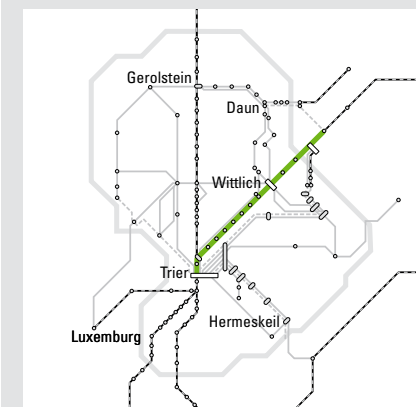 Gerolstein
Daun
Wittlich
Trier
Hermeskeil
Luxemburg